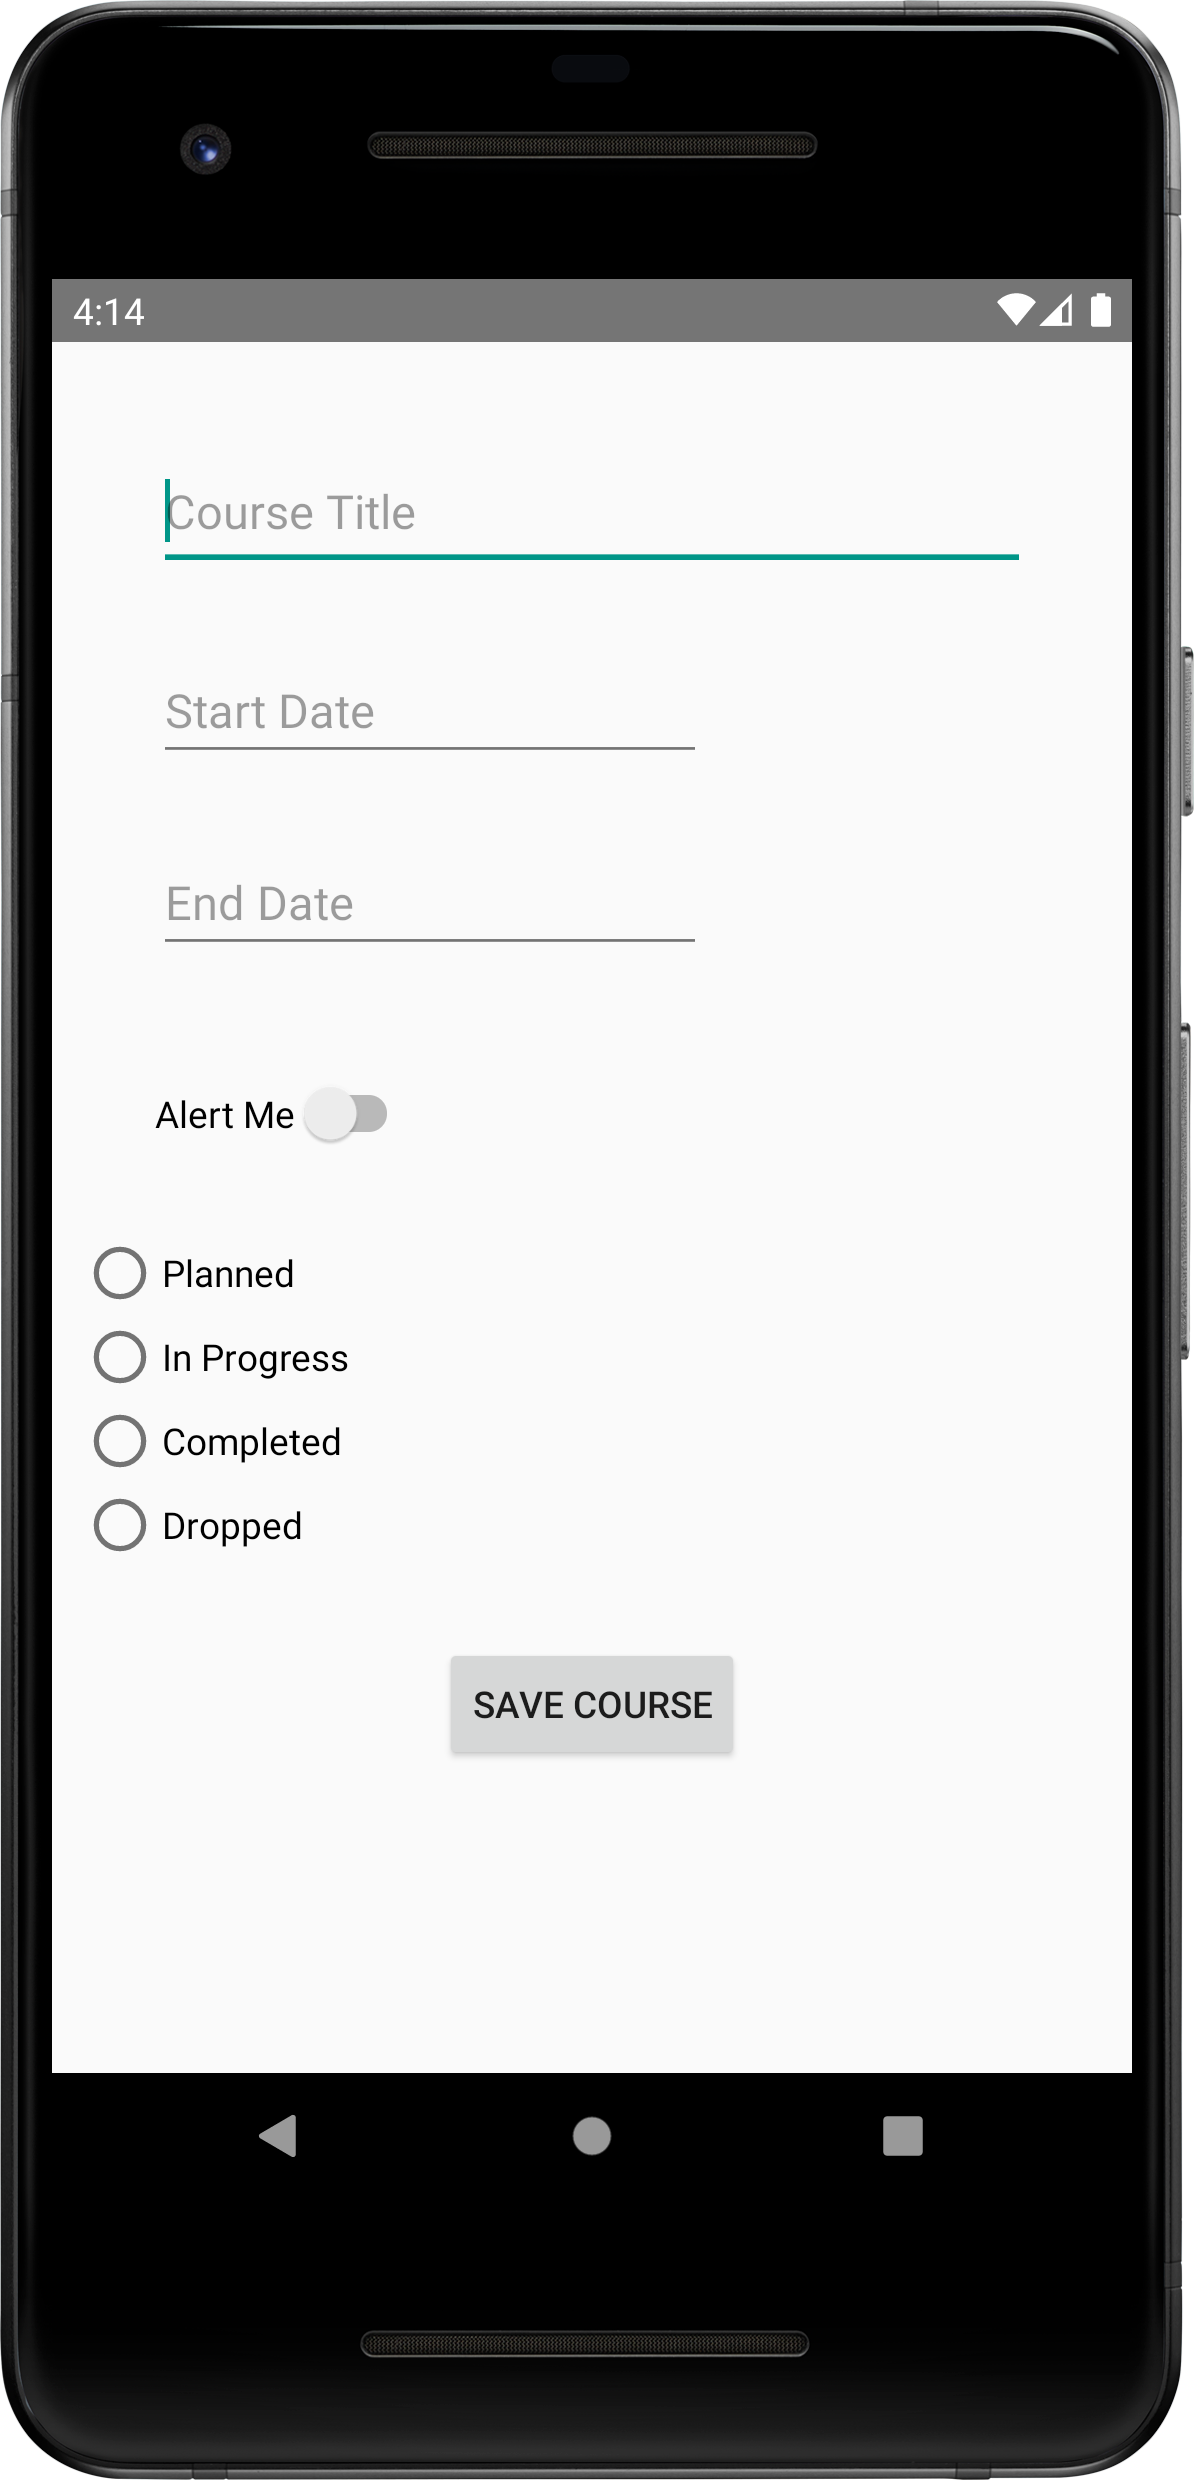 4:14
Course Title
Start Date
End Date
Alert Me
Planned
In Progress
Completed
Dropped
SAVE COURSE